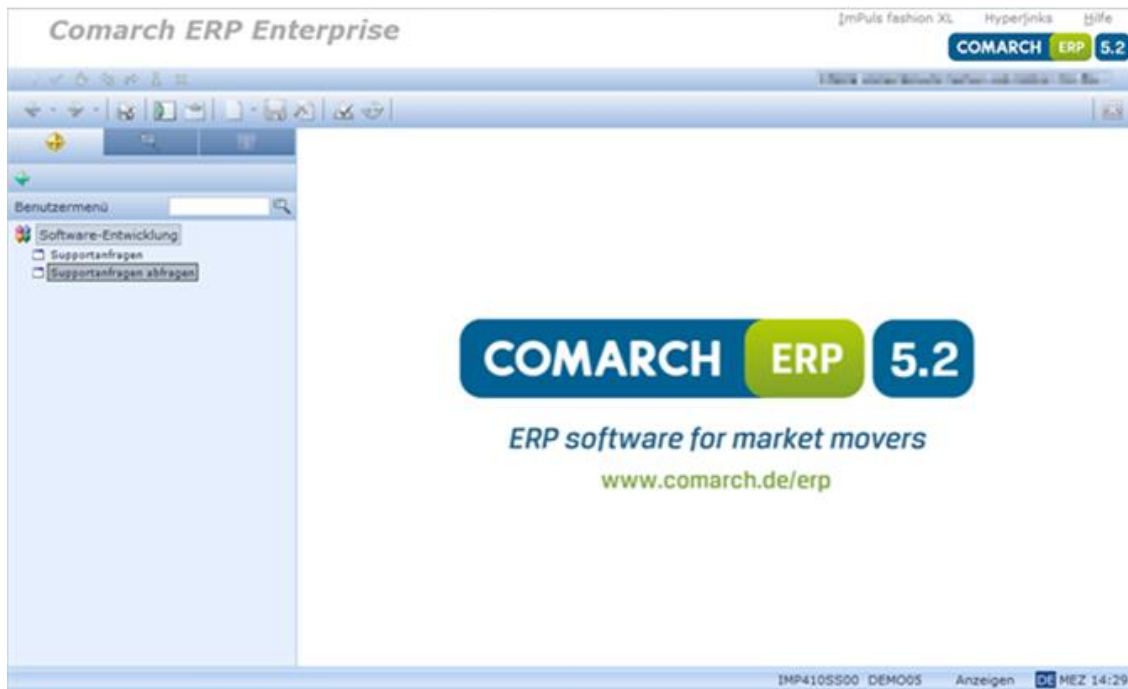 Comarch ERP Enterprise
ImPuls fashion XL Hyperlinks Hilfe
COMARCH ERP 5.2
Benutzermenü
Software-Entwicklung
Supportanfragen
Supportanfragen abfragen
COMARCH ERP 5.2
ERP software for market movers
www.comarch.de/erp
IMP410SS00 DEMO05 Anzeigen DE MEZ 14:29